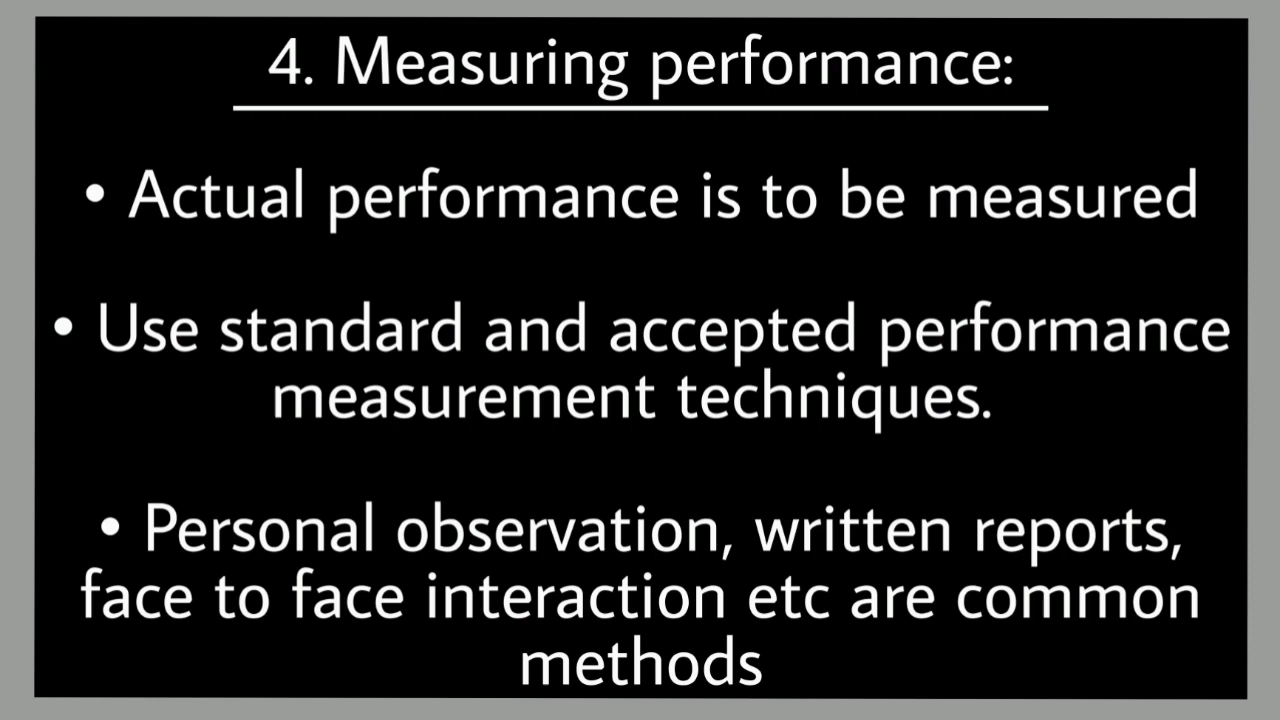 4. Measuring performance:
• Actual performance is to be measured
• Use standard and accepted performance
measurement techniques.
• Personal observation, written reports,
face to face interaction etc are common
methods